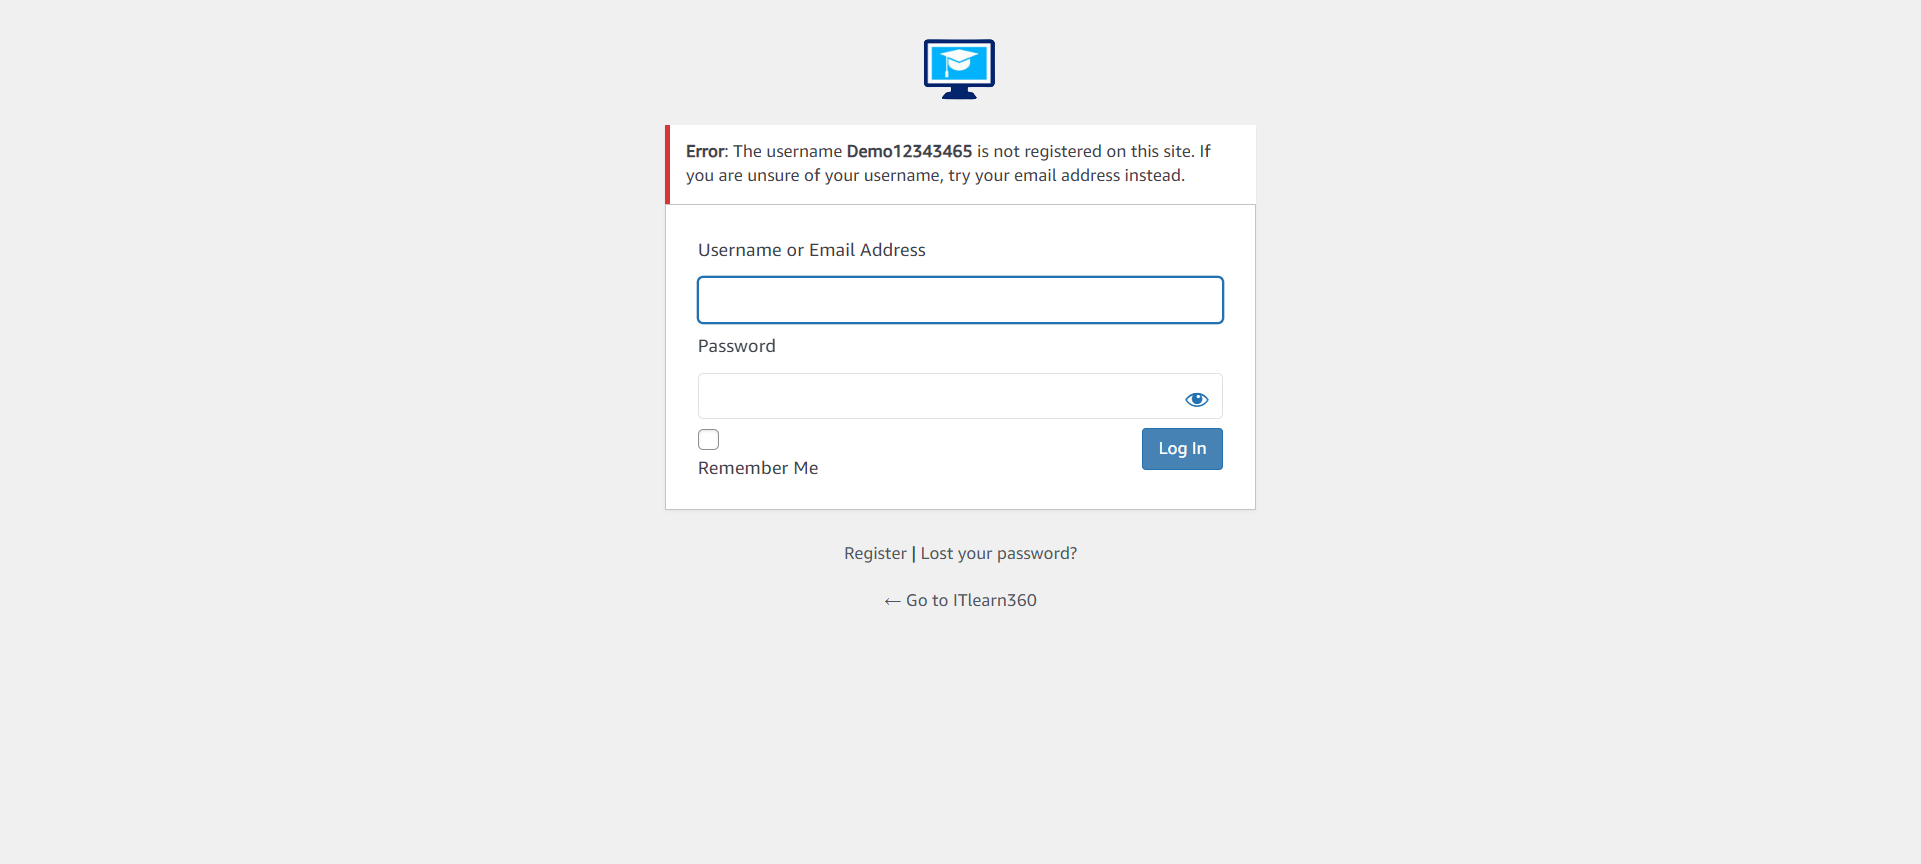 Error: The username Demo12343465 is not registered on this site. If
you are unsure of your username, try your email address instead.
Username or Email Address
Password
Remember Me
Log In
Register | Lost your password?
← Go to ITlearn360